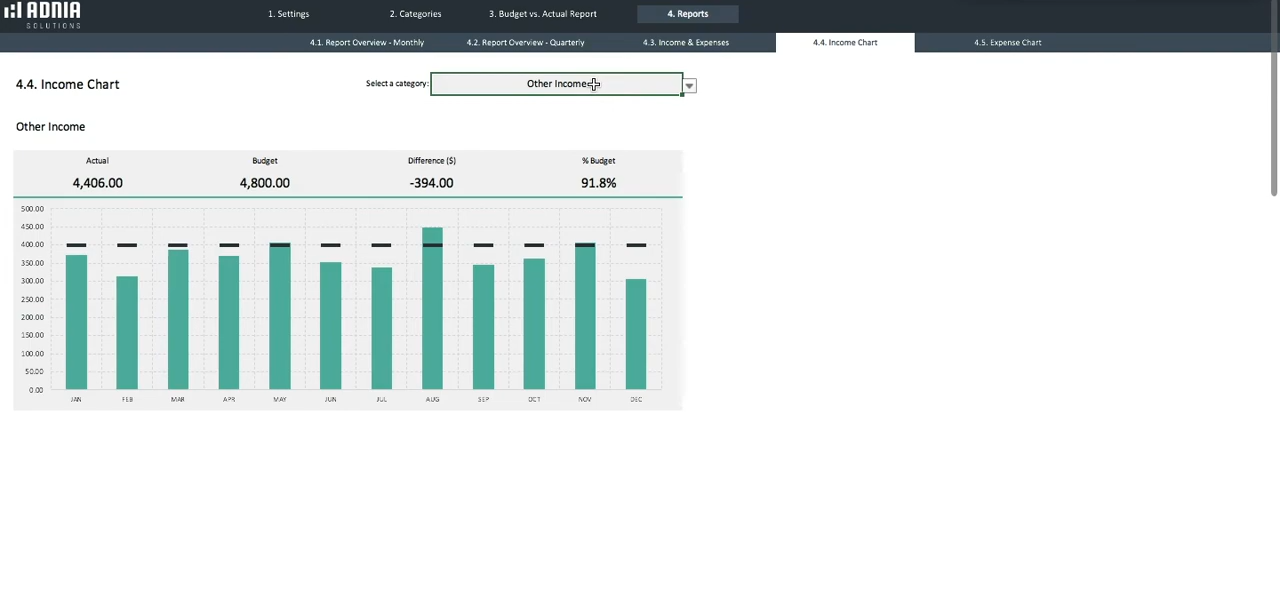 ADNIA
SOLUTIONS
1. Settings
2. Categories
3. Budget vs. Actual Report
4. Reports
4.1. Report Overview - Monthly
4.2. Report Overview - Quarterly
4.3. Income & Expenses
4.4. Income Chart
4.5. Expense Chart
4.4. Income Chart
Select a category: Other Income
Other Income
Actual Budget Difference ($) % Budget
4,406.00 4,800.00 -394.00 91.8%
500.00
450.00
400.00
350.00
300.00
250.00
200.00
150.00
100.00
50.00
0.00
JAN FEB MAR APR MAY JUN JUL AUG SEP OCT NOV DEC